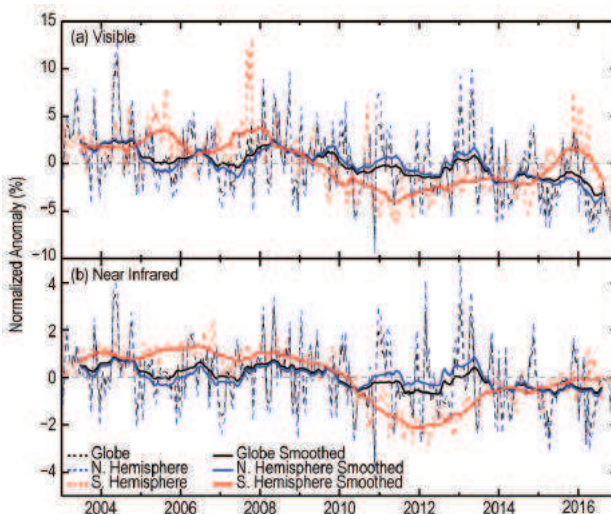 15
(a) Visible
10
5
0
−5
−10
Normalized Anomaly (%)
(b) Near Infrared
4
2
0
−2
−4
Globe
Globe Smoothed
N. Hemisphere
N. Hemisphere Smoothed
S. Hemisphere
S. Hemisphere Smoothed
2004 2006 2008 2010 2012 2014 2016